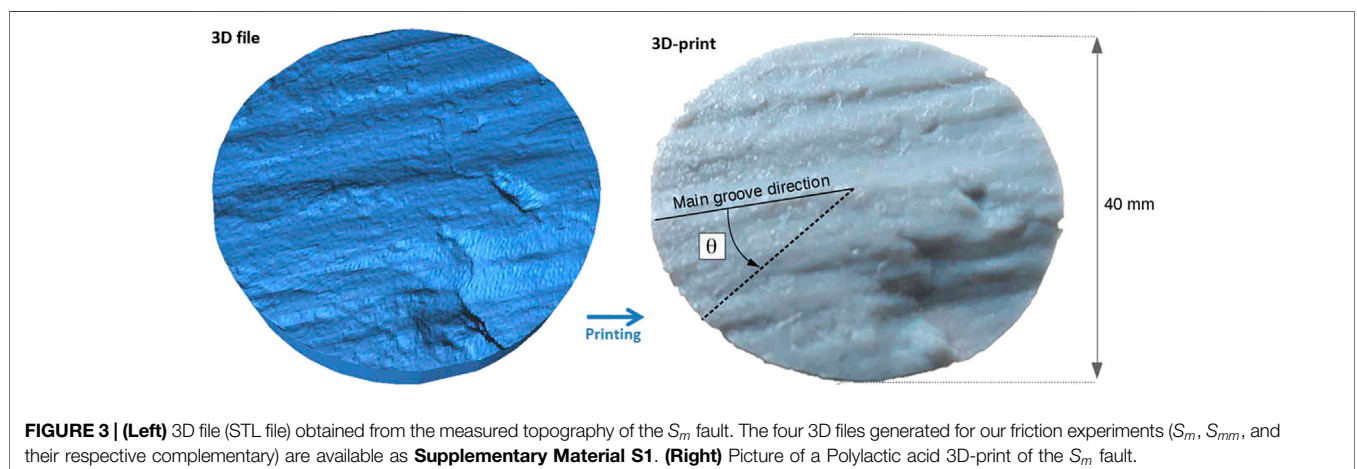 3D file
3D-print
Main groove direction
θ
40 mm
Printing
FIGURE 3 | (Left) 3D file (STL file) obtained from the measured topography of the Sm fault. The four 3D files generated for our friction experiments (Sm, Smm, and
their respective complementary) are available as Supplementary Material S1. (Right) Picture of a Polylactic acid 3D-print of the Sm fault.